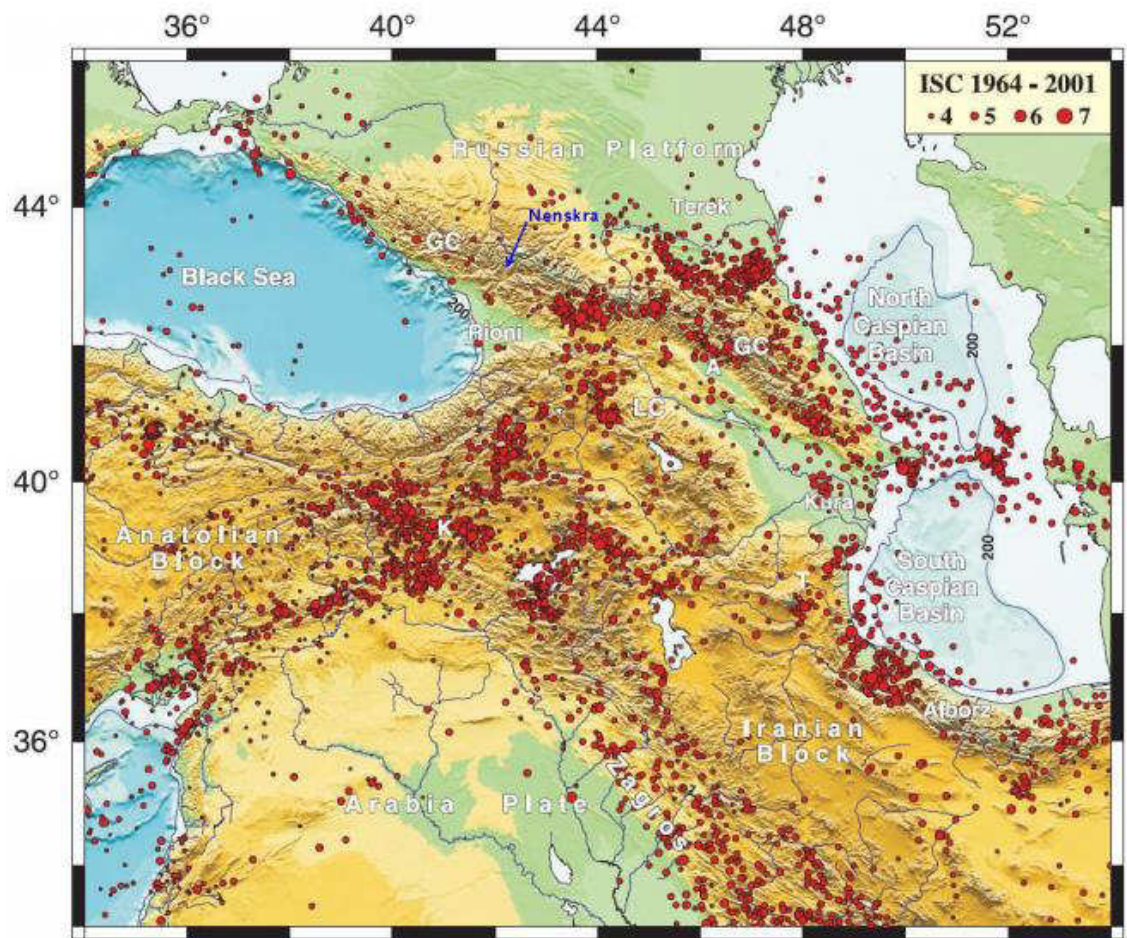 36° 40° 44° 48° 52°
ISC 1964 - 2001
4 5 6 7
Russian Platform
44°
Terek
Nenskra
GC
Black Sea
200
North
Caspian
Basin
200
Rioni
GC
A
LC
40°
Kura
K
Anatolian
Block
200
South
Caspian
Basin
T
Alborz
36°
Iranian
Block
Zagros
Arabia Plate